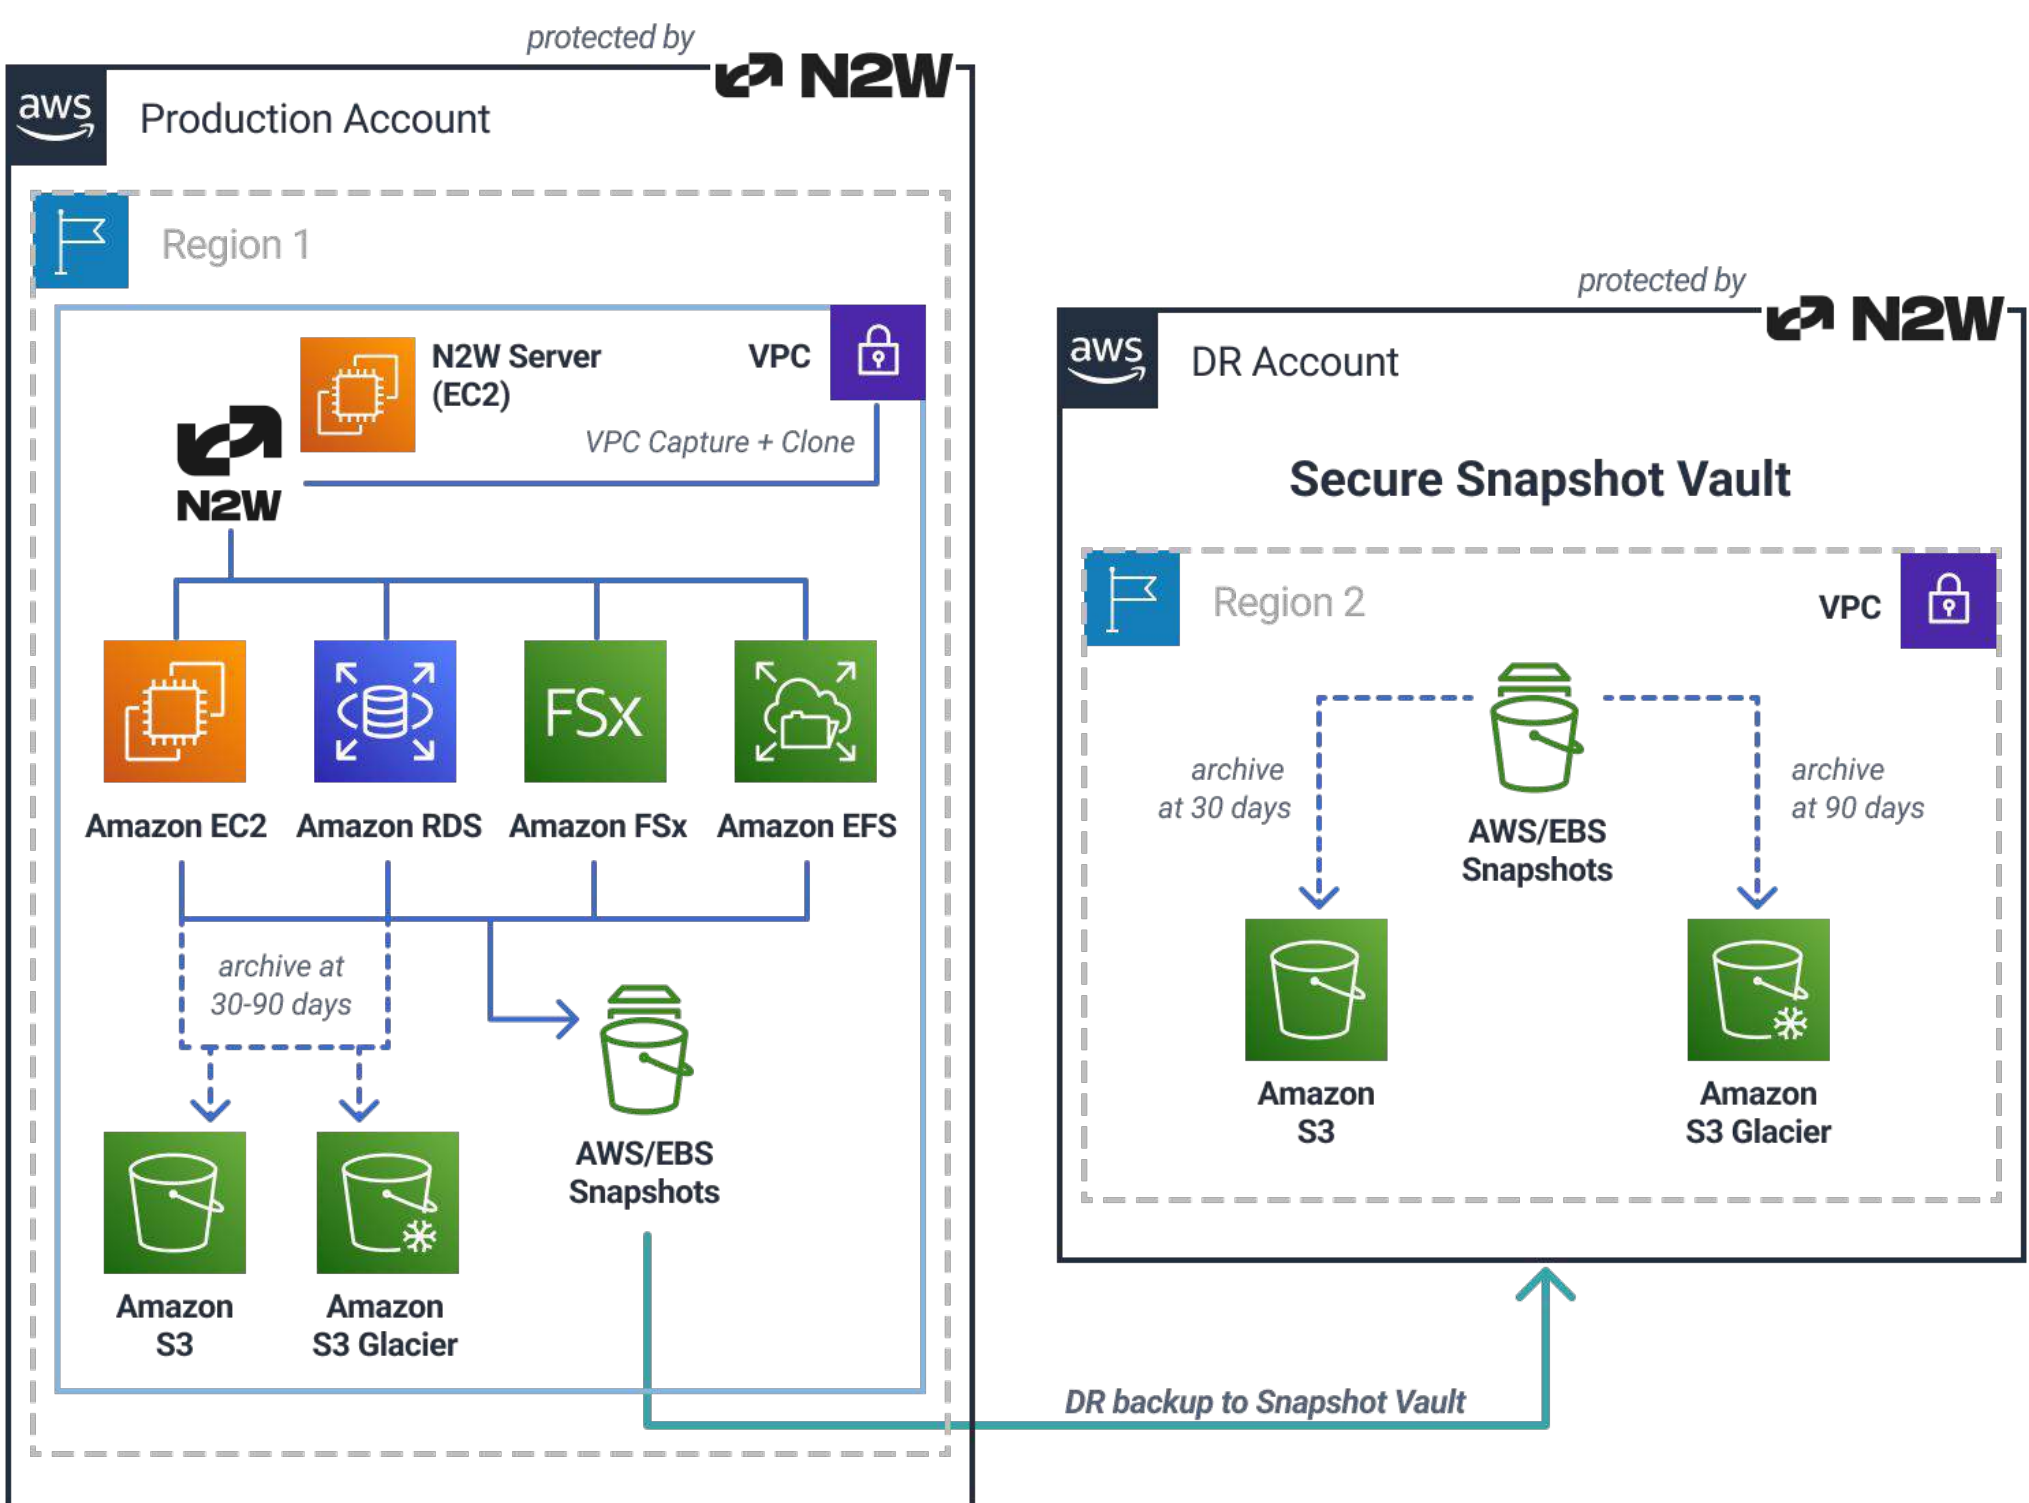 protected by
N2W
aws
Production Account
Region 1
N2W Server
(EC2)
VPC
VPC Capture + Clone
N2W
FSx
Amazon EC2
Amazon RDS
Amazon FSx
Amazon EFS
archive at
30-90 days
AWS/EBS
Snapshots
Amazon
S3
Amazon
S3 Glacier
DR backup to Snapshot Vault
protected by
N2W
aws
DR Account
Secure Snapshot Vault
Region 2
VPC
archive
at 30 days
AWS/EBS
Snapshots
archive
at 90 days
Amazon
S3
Amazon
S3 Glacier